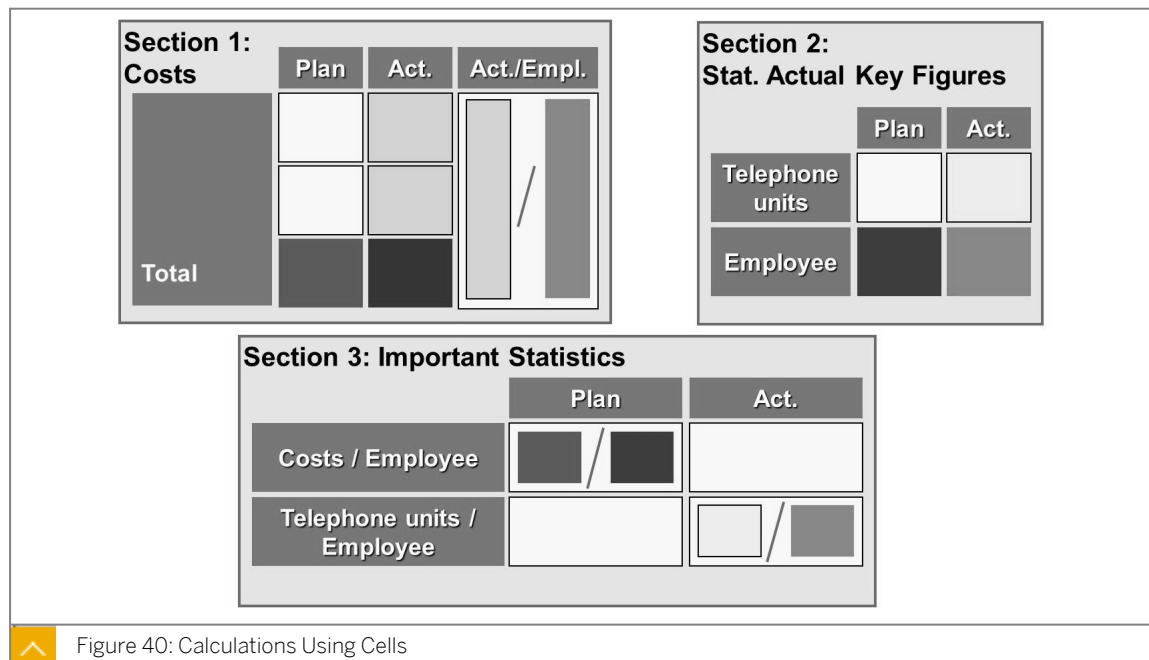 Section 1:
Costs
Plan
Act.
Act./Empl.
/
Total
Section 2:
Stat. Actual Key Figures
Plan
Act.
Telephone
units
Employee
Section 3: Important Statistics
Plan
Act.
Costs / Employee
/
Telephone units /
Employee
/
Figure 40: Calculations Using Cells